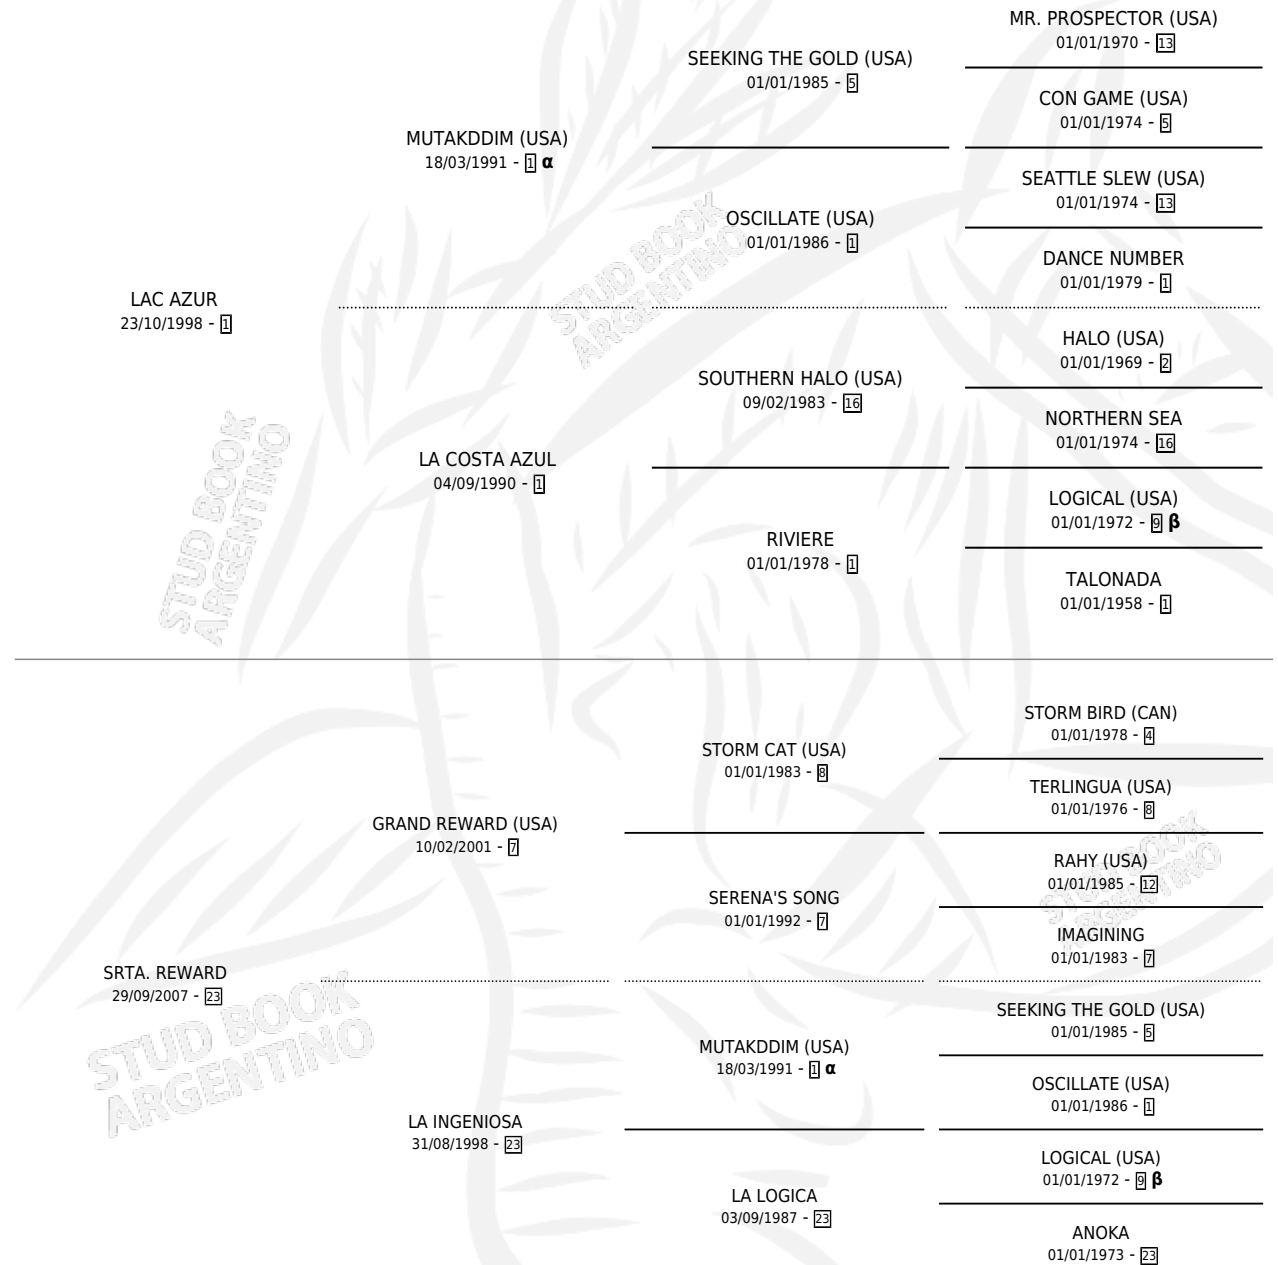 MR. PROSPECTOR (USA)
01/01/1970 - 13
SEEKING THE GOLD (USA)
01/01/1985 - 5
CON GAME (USA)
01/01/1974 - 5
MUTAKDDIM (USA)
18/03/1991 - 1 α
SEATTLE SLEW (USA)
01/01/1974 - 13
OSCILLATE (USA)
01/01/1986 - 1
DANCE NUMBER
01/01/1979 - 1
LAC AZUR
23/10/1998 - 1
HALO (USA)
01/01/1969 - 2
SOUTHERN HALO (USA)
09/02/1983 - 16
NORTHERN SEA
01/01/1974 - 16
LA COSTA AZUL
04/09/1990 - 1
LOGICAL (USA)
01/01/1972 - 9 β
RIVIERE
01/01/1978 - 1
TALONADA
01/01/1958 - 1
STORM BIRD (CAN)
01/01/1978 - 4
STORM CAT (USA)
01/01/1983 - 8
TERLINGUA (USA)
01/01/1976 - 8
GRAND REWARD (USA)
10/02/2001 - 7
RAHY (USA)
01/01/1985 - 12
SERENA'S SONG
01/01/1992 - 7
IMAGINING
01/01/1983 - 7
SRTA. REWARD
29/09/2007 - 23
SEEKING THE GOLD (USA)
01/01/1985 - 5
MUTAKDDIM (USA)
18/03/1991 - 1 α
OSCILLATE (USA)
01/01/1986 - 1
LA INGENIOSA
31/08/1998 - 23
LOGICAL (USA)
01/01/1972 - 9 β
LA LOGICA
03/09/1987 - 23
ANOKA
01/01/1973 - 23
STUD BOOK
ARGENTINO
STUD BOOK
ARGENTINO
STUD BOOK
ARGENTINO
STUD BOOK
ARGENTINO